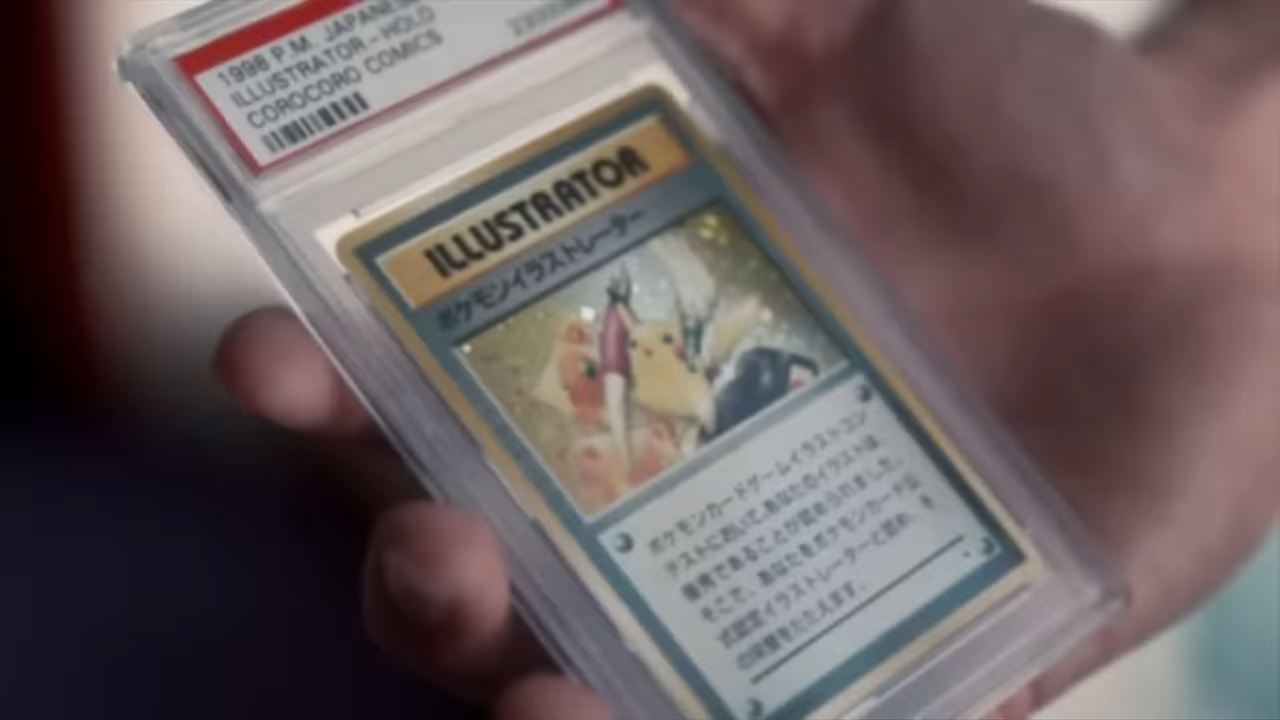 1998 P.M. JAPANESE
ILLUSTRATOR-HOLO
COROCORO COMICS
ILLUSTRATOR
ポケモンイラストレーター
ポケモンカードゲームイラストコン
テストにおいて、あなたのイラストは
優秀であることが認められました。
そこで、あなたをポケモンカード公
式認定イラストレーターと認め、そ
の栄誉をたたえます。